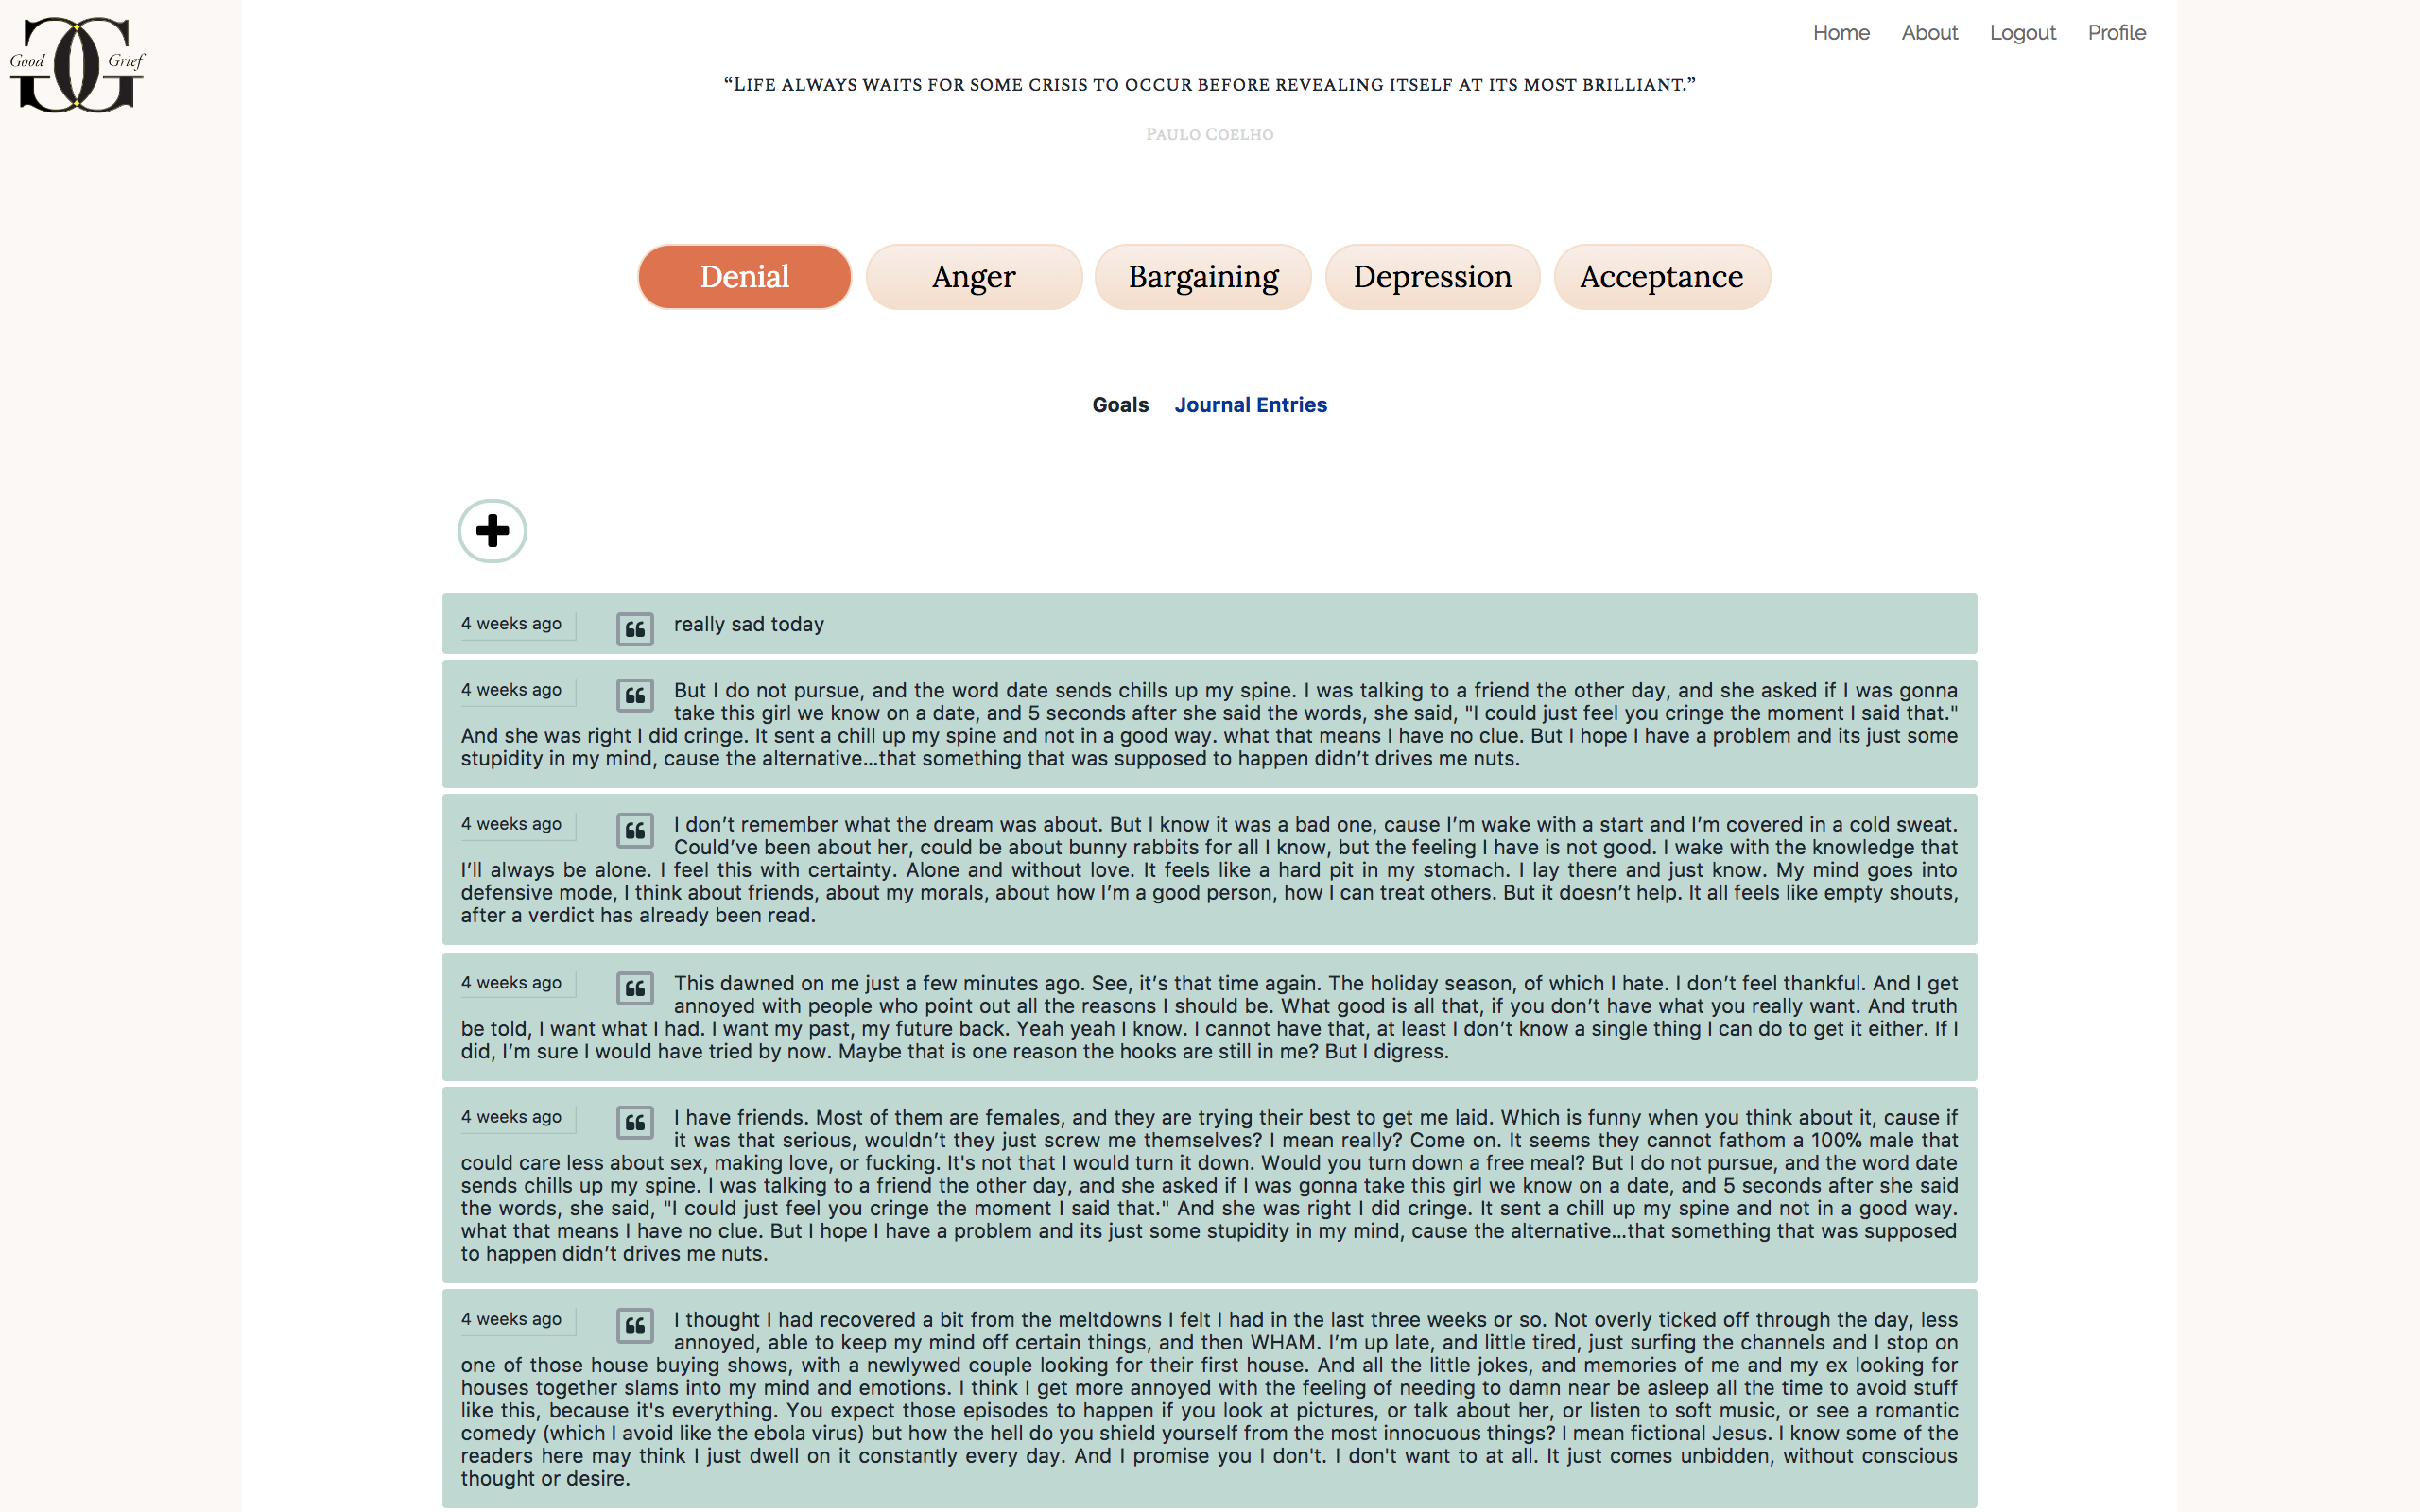 Good Grief
Home About Logout Profile
“Life always waits for some crisis to occur before revealing itself at its most brilliant.”
Paulo Coelho
Denial Anger Bargaining Depression Acceptance
Goals Journal Entries
4 weeks ago really sad today
4 weeks ago But I do not pursue, and the word date sends chills up my spine. I was talking to a friend the other day, and she asked if I was gonna
take this girl we know on a date, and 5 seconds after she said the words, she said, "I could just feel you cringe the moment I said that."
And she was right I did cringe. It sent a chill up my spine and not in a good way. what that means I have no clue. But I hope I have a problem and its just some
stupidity in my mind, cause the alternative…that something that was supposed to happen didn’t drives me nuts.
4 weeks ago I don’t remember what the dream was about. But I know it was a bad one, cause I’m wake with a start and I’m covered in a cold sweat.
Could’ve been about her, could be about bunny rabbits for all I know, but the feeling I have is not good. I wake with the knowledge that
I’ll always be alone. I feel this with certainty. Alone and without love. It feels like a hard pit in my stomach. I lay there and just know. My mind goes into
defensive mode, I think about friends, about my morals, about how I’m a good person, how I can treat others. But it doesn’t help. It all feels like empty shouts,
after a verdict has already been read.
4 weeks ago This dawned on me just a few minutes ago. See, it’s that time again. The holiday season, of which I hate. I don’t feel thankful. And I get
annoyed with people who point out all the reasons I should be. What good is all that, if you don’t have what you really want. And truth
be told, I want what I had. I want my past, my future back. Yeah yeah I know. I cannot have that, at least I don’t know a single thing I can do to get it either. If I
did, I’m sure I would have tried by now. Maybe that is one reason the hooks are still in me? But I digress.
4 weeks ago I have friends. Most of them are females, and they are trying their best to get me laid. Which is funny when you think about it, cause if
it was that serious, wouldn’t they just screw me themselves? I mean really? Come on. It seems they cannot fathom a 100% male that
could care less about sex, making love, or fucking. It's not that I would turn it down. Would you turn down a free meal? But I do not pursue, and the word date
sends chills up my spine. I was talking to a friend the other day, and she asked if I was gonna take this girl we know on a date, and 5 seconds after she said
the words, she said, "I could just feel you cringe the moment I said that." And she was right I did cringe. It sent a chill up my spine and not in a good way.
what that means I have no clue. But I hope I have a problem and its just some stupidity in my mind, cause the alternative…that something that was supposed
to happen didn’t drives me nuts.
4 weeks ago I thought I had recovered a bit from the meltdowns I felt I had in the last three weeks or so. Not overly ticked off through the day, less
annoyed, able to keep my mind off certain things, and then WHAM. I’m up late, and little tired, just surfing the channels and I stop on
one of those house buying shows, with a newlywed couple looking for their first house. And all the little jokes, and memories of me and my ex looking for
houses together slams into my mind and emotions. I think I get more annoyed with the feeling of needing to damn near be asleep all the time to avoid stuff
like this, because it's everything. You expect those episodes to happen if you look at pictures, or talk about her, or listen to soft music, or see a romantic
comedy (which I avoid like the ebola virus) but how the hell do you shield yourself from the most innocuous things? I mean fictional Jesus. I know some of the
readers here may think I just dwell on it constantly every day. And I promise you I don't. I don't want to at all. It just comes unbidden, without conscious
thought or desire.